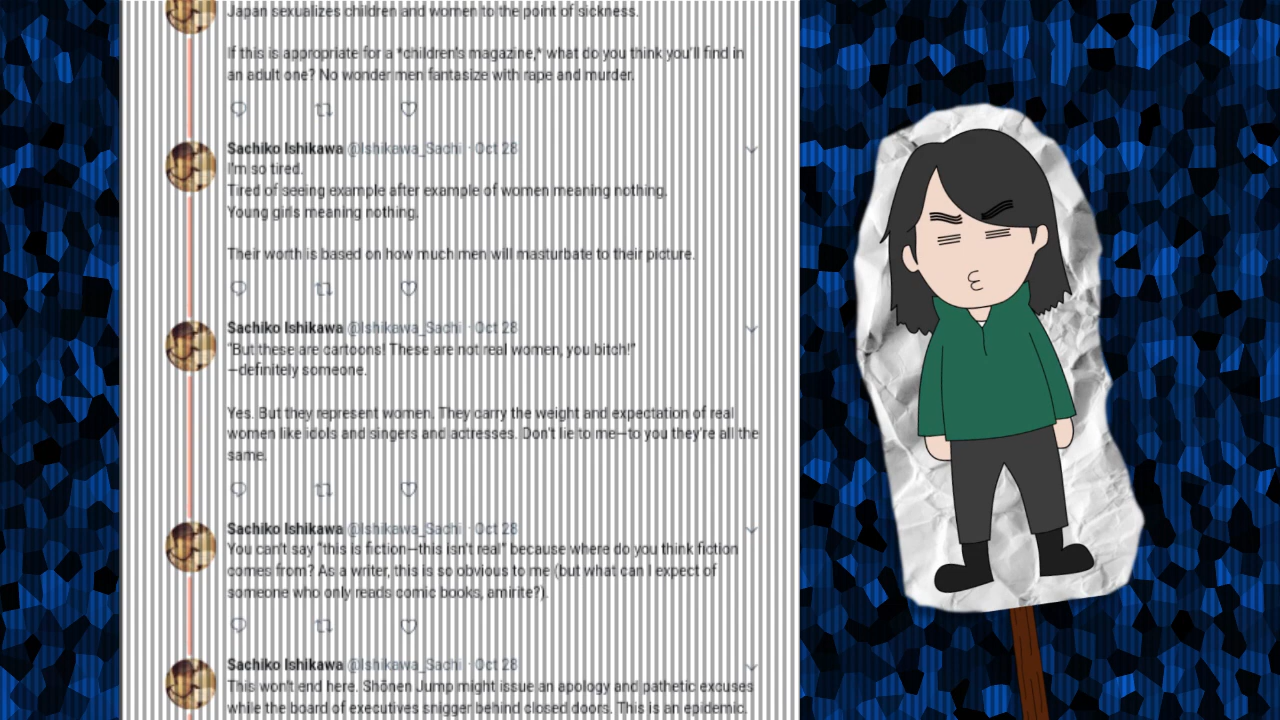 Japan sexualizes children and women to the point of sickness.
If this is appropriate for a *children's magazine,* what do you think you'll find in
an adult one? No wonder men fantasize with rape and murder.
Sachiko Ishikawa @Ishikawa_Sachi · Oct 28
I'm so tired.
Tired of seeing example after example of women meaning nothing.
Young girls meaning nothing.
Their worth is based on how much men will masturbate to their picture.
Sachiko Ishikawa @Ishikawa_Sachi · Oct 28
"But these are cartoons! These are not real women, you bitch!"
—definitely someone.
Yes. But they represent women. They carry the weight and expectation of real
women like idols and singers and actresses. Don't lie to me—to you they're all the
same.
Sachiko Ishikawa @Ishikawa_Sachi · Oct 28
You can't say "this is fiction—this isn't real" because where do you think fiction
comes from? As a writer, this is so obvious to me (but what can I expect of
someone who only reads comic books, amirite?).
Sachiko Ishikawa @Ishikawa_Sachi · Oct 28
This won't end here. Shōnen Jump might issue an apology and pathetic excuses
while the board of executives snigger behind closed doors. This is an epidemic.